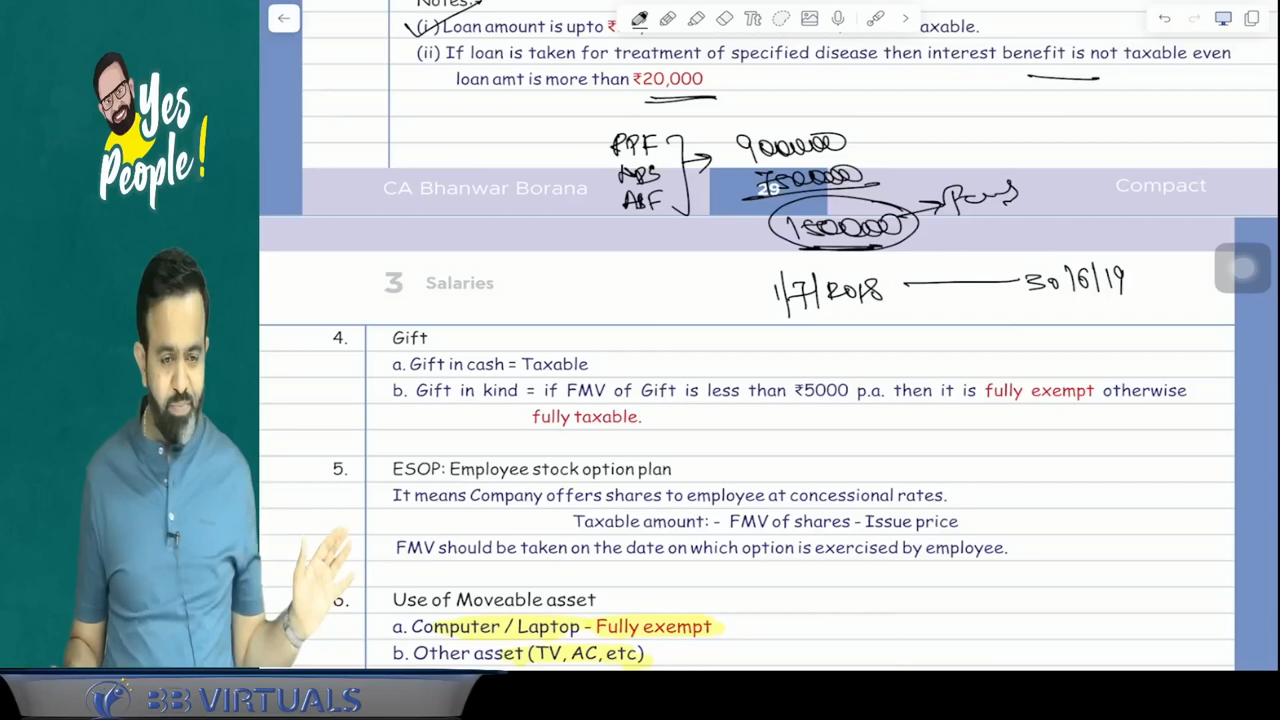 Notes:
(i) Loan amount is upto ₹ axable.
(ii) If loan is taken for treatment of specified disease then interest benefit is not taxable even
loan amt is more than ₹20,000
Yes
People!
PPF
9000000
7500000
1500000
CA Bhanwar Borana
29
Compact
3 Salaries
1/7/2018 30/6/19
4. Gift
a. Gift in cash = Taxable
b. Gift in kind = if FMV of Gift is less than ₹5000 p.a. then it is fully exempt otherwise
fully taxable.
5. ESOP: Employee stock option plan
It means Company offers shares to employee at concessional rates.
Taxable amount: - FMV of shares - Issue price
FMV should be taken on the date on which option is exercised by employee.
6. Use of Moveable asset
a. Computer / Laptop - Fully exempt
b. Other asset (TV, AC, etc)
BB VIRTUALS